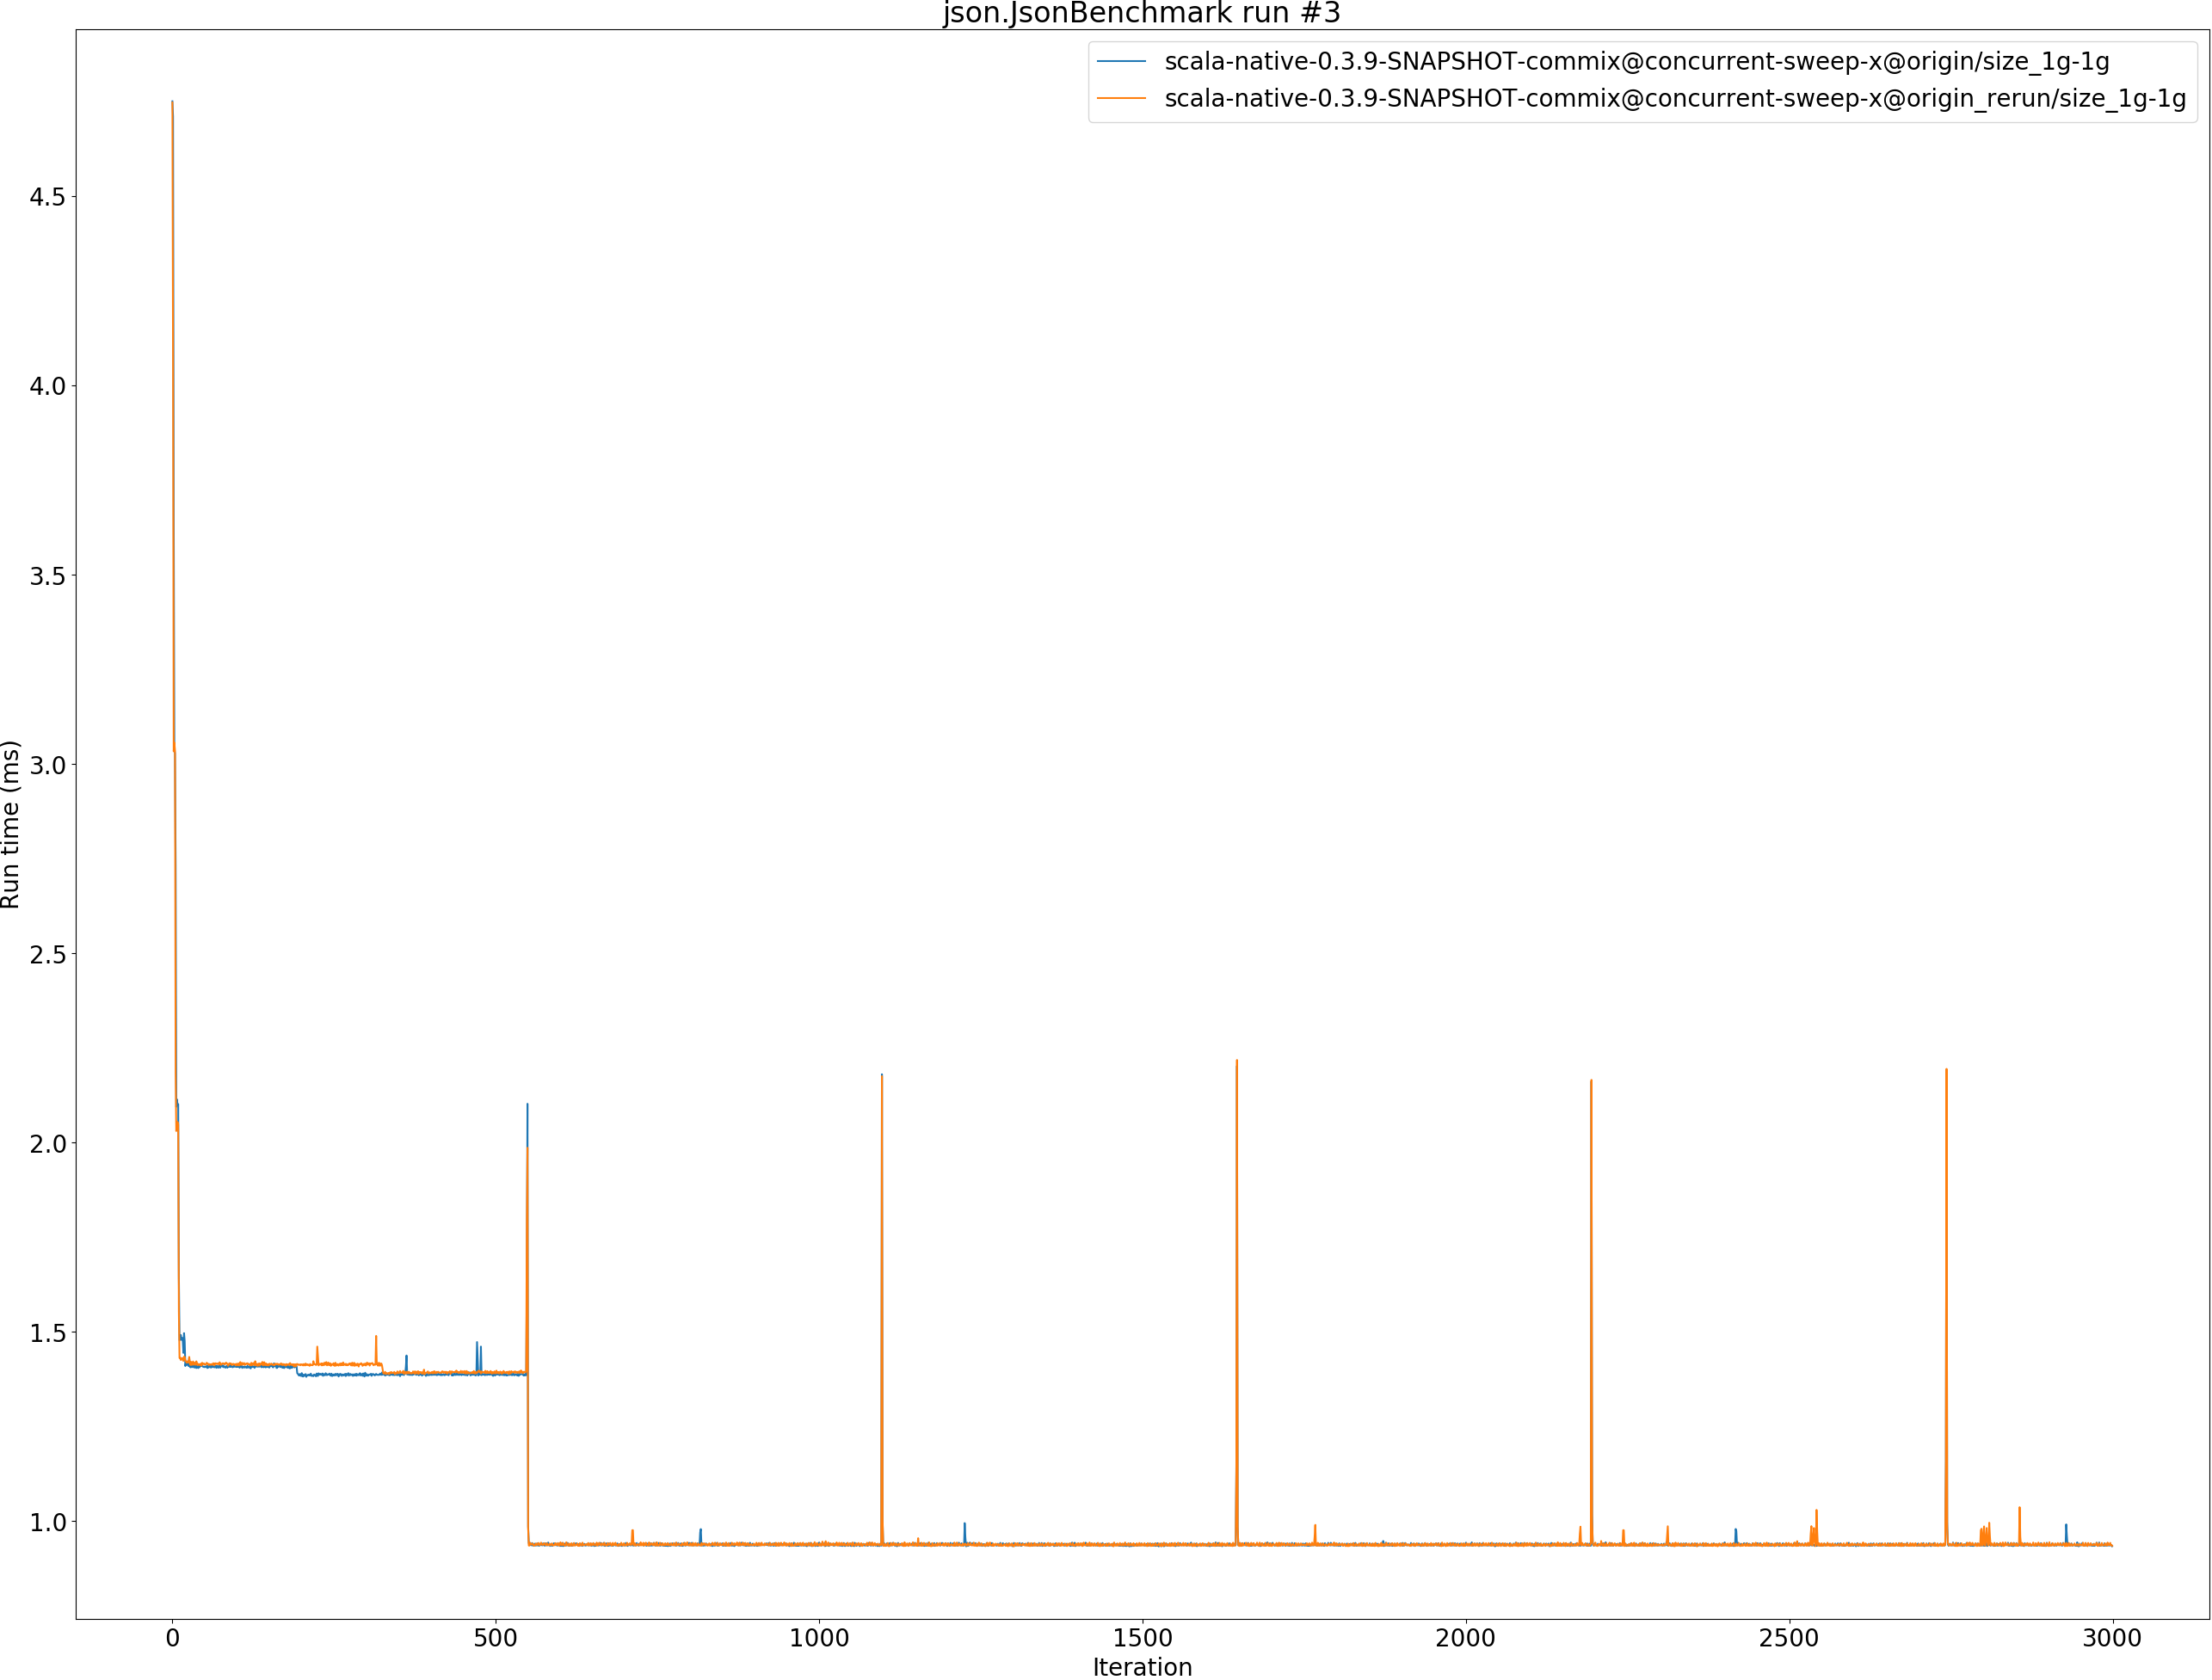 json.JsonBenchmark run #3
scala-native-0.3.9-SNAPSHOT-commix@concurrent-sweep-x@origin/size_1g-1g
scala-native-0.3.9-SNAPSHOT-commix@concurrent-sweep-x@origin_rerun/size_1g-1g
Run time (ms)
4.5
4.0
3.5
3.0
2.5
2.0
1.5
1.0
0 500 1000 1500 2000 2500 3000
Iteration